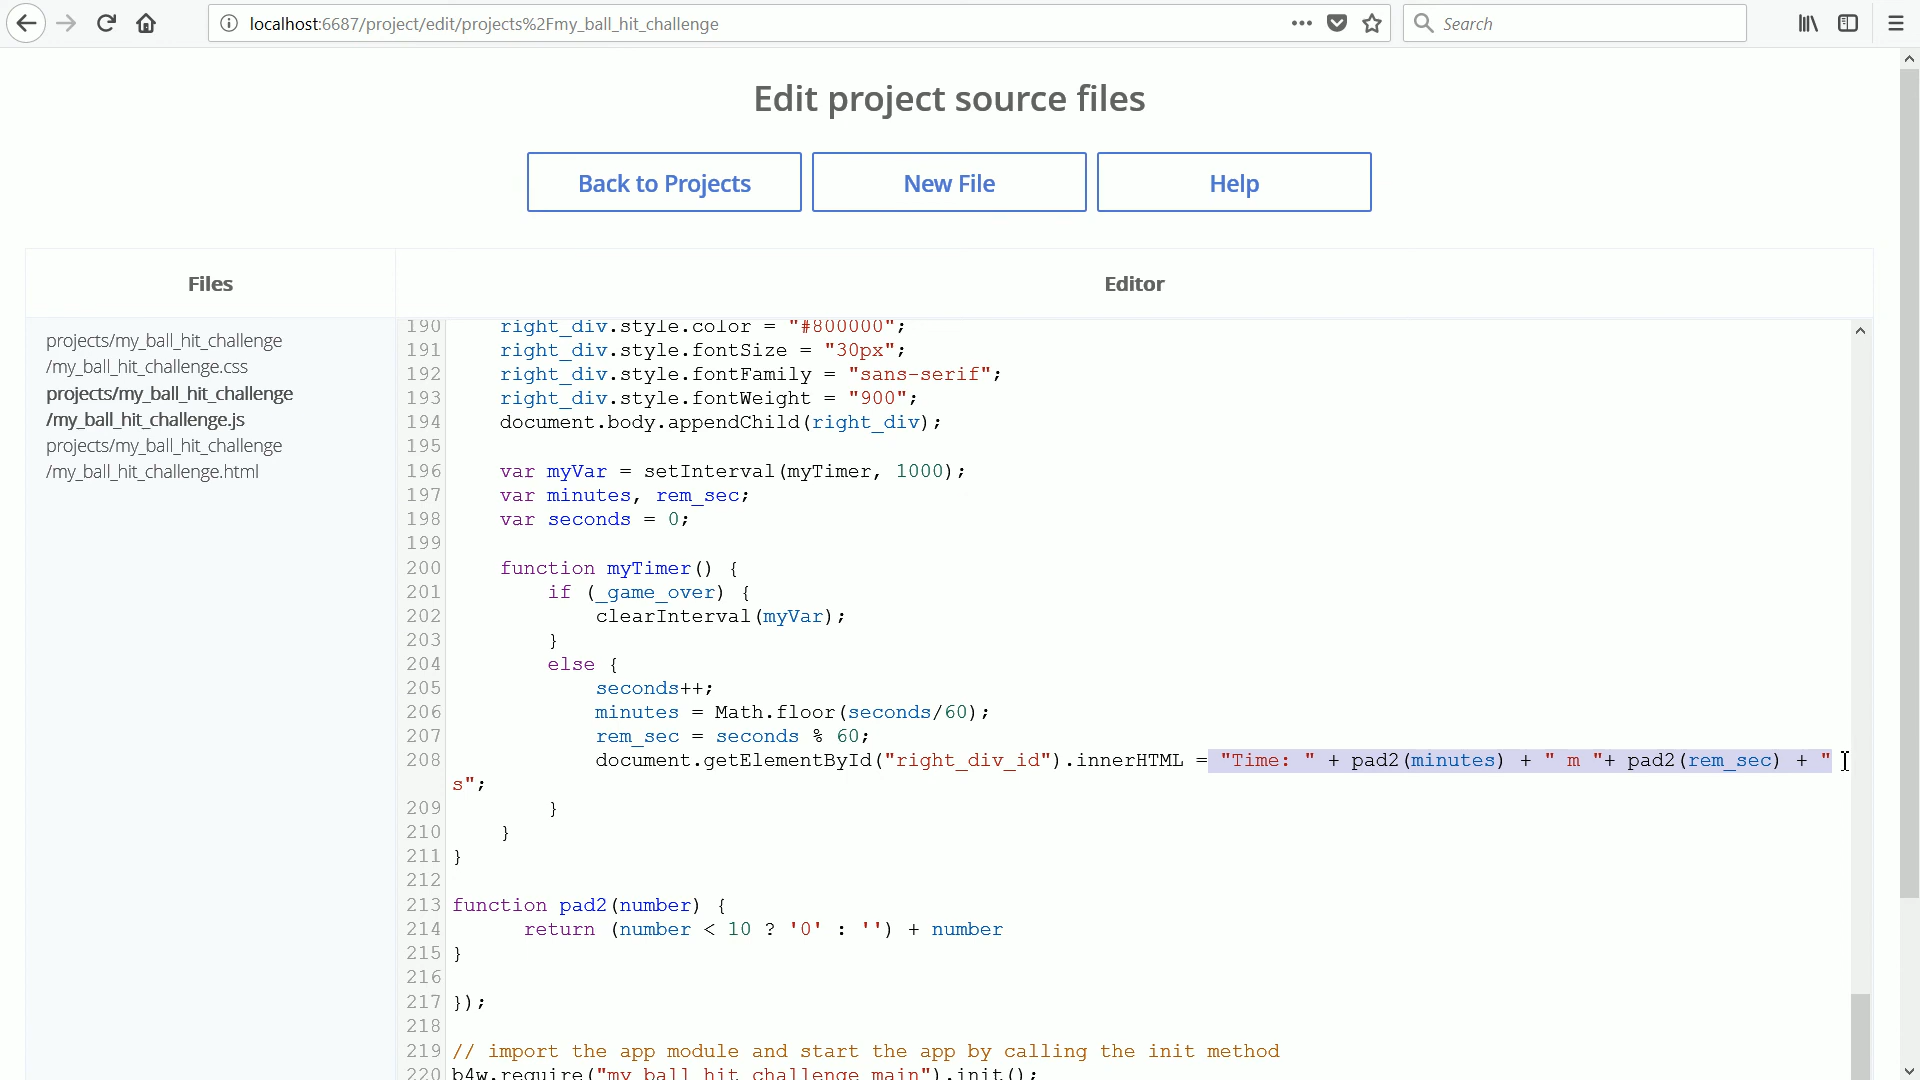 localhost:6687/project/edit/projects%2Fmy_ball_hit_challenge
Search
Edit project source files
Back to Projects
New File
Help
Files
Editor
projects/my_ball_hit_challenge
/my_ball_hit_challenge.css
projects/my_ball_hit_challenge
/my_ball_hit_challenge.js
projects/my_ball_hit_challenge
/my_ball_hit_challenge.html
190 right_div.style.color = "#800000";
191 right_div.style.fontSize = "30px";
192 right_div.style.fontFamily = "sans-serif";
193 right_div.style.fontWeight = "900";
194 document.body.appendChild(right_div);
195
196 var myVar = setInterval(myTimer, 1000);
197 var minutes, rem_sec;
198 var seconds = 0;
199
200 function myTimer() {
201 if (_game_over) {
202 clearInterval(myVar);
203 }
204 else {
205 seconds++;
206 minutes = Math.floor(seconds/60);
207 rem_sec = seconds % 60;
208 document.getElementById("right_div_id").innerHTML = "Time: " + pad2(minutes) + " m "+ pad2(rem_sec) + "
s";
209 }
210 }
211 }
212
213 function pad2(number) {
214 return (number < 10 ? '0' : '') + number
215 }
216
217 });
218
219 // import the app module and start the app by calling the init method
220 b4w.require("my_ball_hit_challenge_main").init();